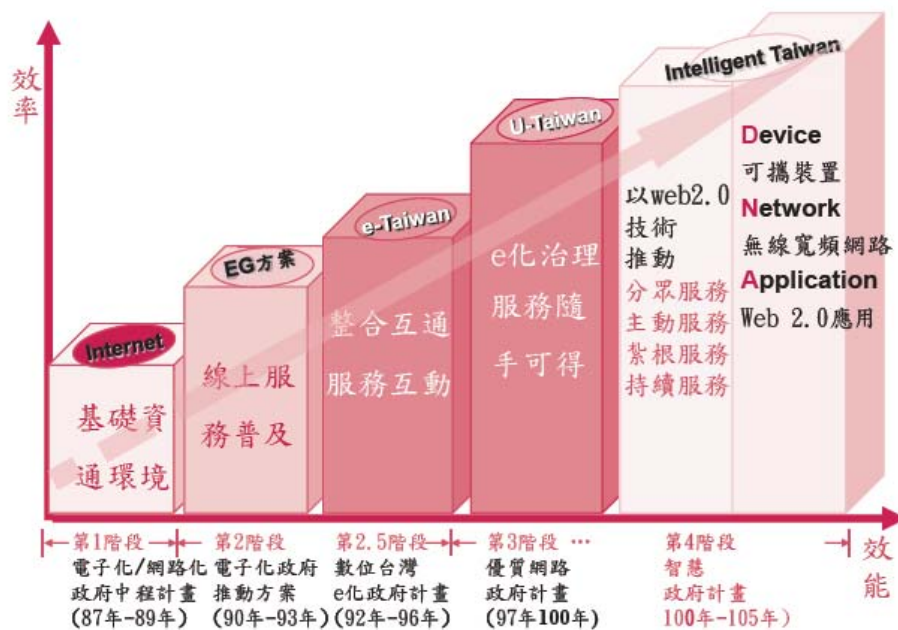 效
率
Internet
基礎資
通環境
EG方案
線上服
務普及
e-Taiwan
整合互通
服務互動
U-Taiwan
e化治理
服務隨
手可得
Intelligent Taiwan
以web2.0
技術
推動
分眾服務
主動服務
紮根服務
持續服務
Device
可攜裝置
Network
無線寬頻網路
Application
Web 2.0應用
第1階段
電子化/網路化
政府中程計畫
(87年-89年)
第2階段
電子化政府
推動方案
(90年-93年)
第2.5階段
數位台灣
e化政府計畫
(92年-96年)
第3階段 …
優質網路
政府計畫
(97年100年)
第4階段
智慧
政府計畫
100年-105年)
效
能